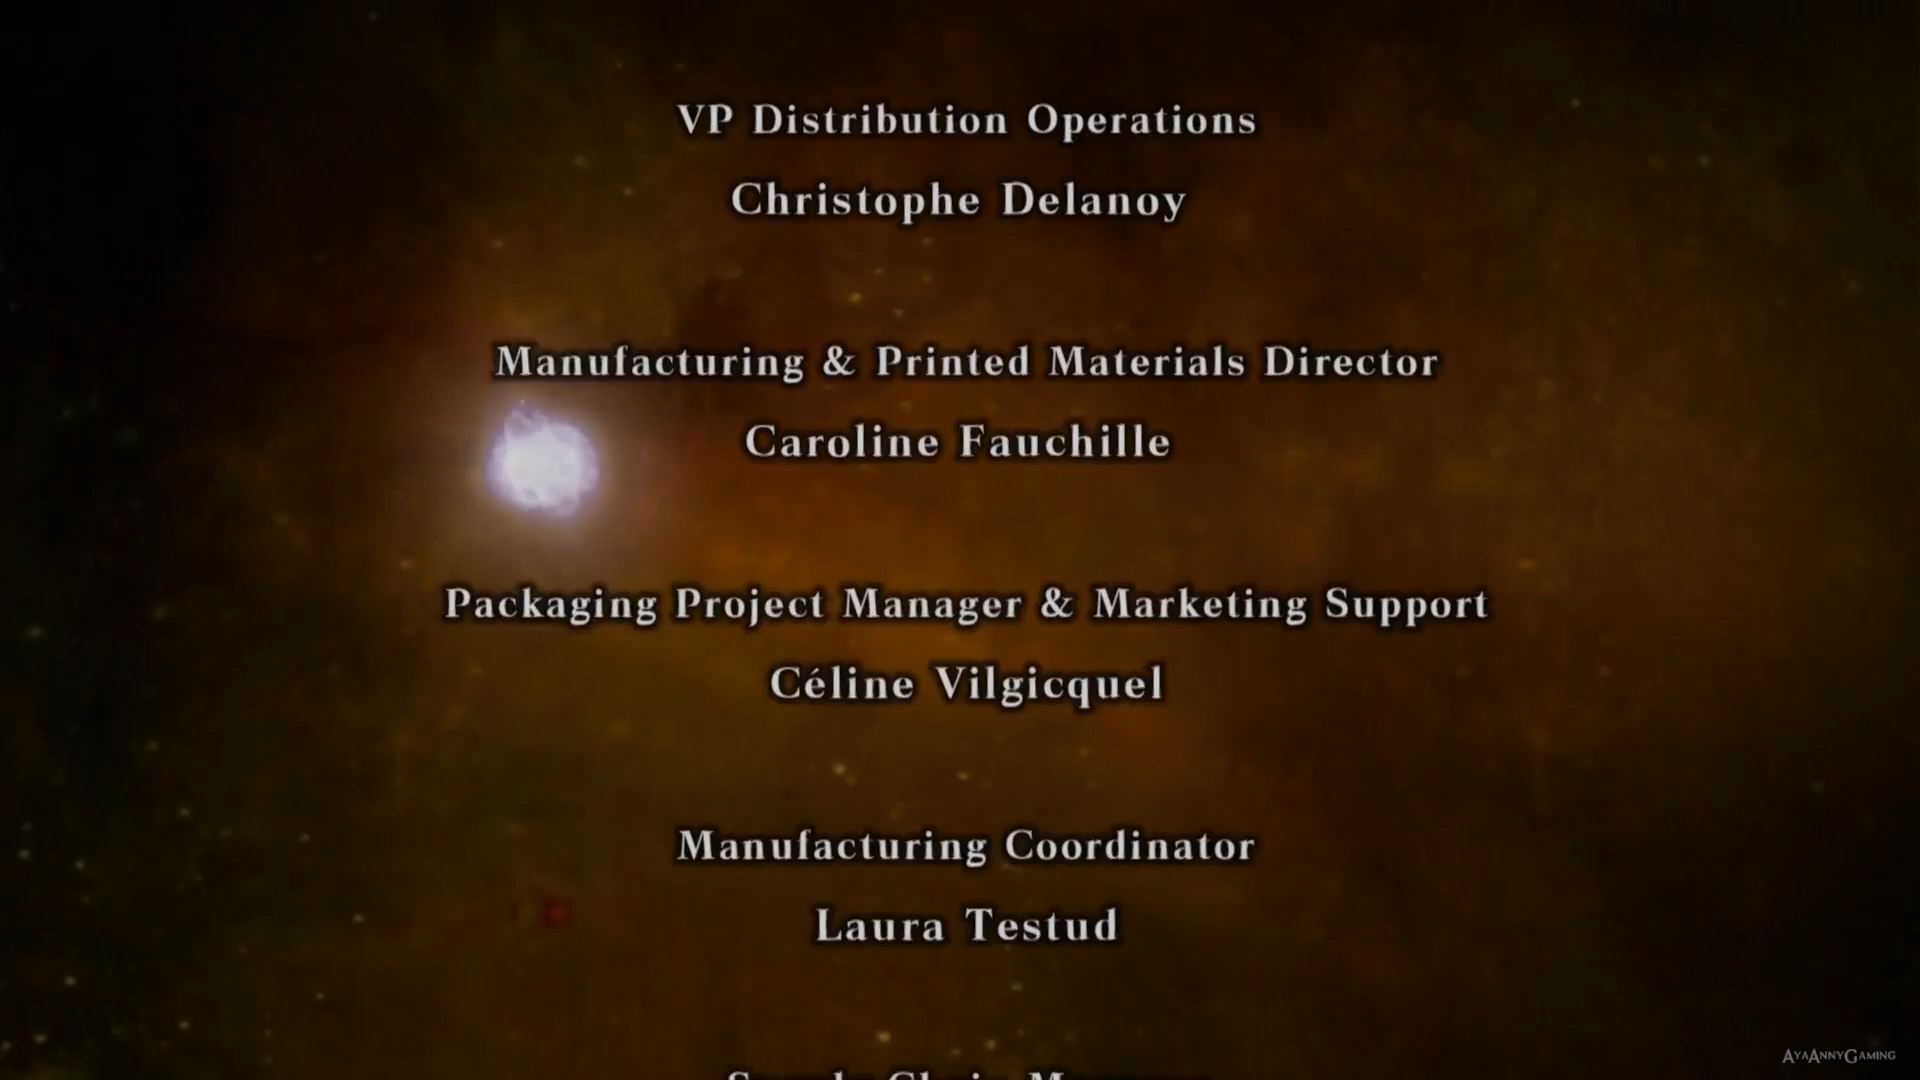 VP Distribution Operations
Christophe Delanoy
Manufacturing & Printed Materials Director
Caroline Fauchille
Packaging Project Manager & Marketing Support
Céline Vilgicquel
Manufacturing Coordinator
Laura Testud
AyaAnnyGaming